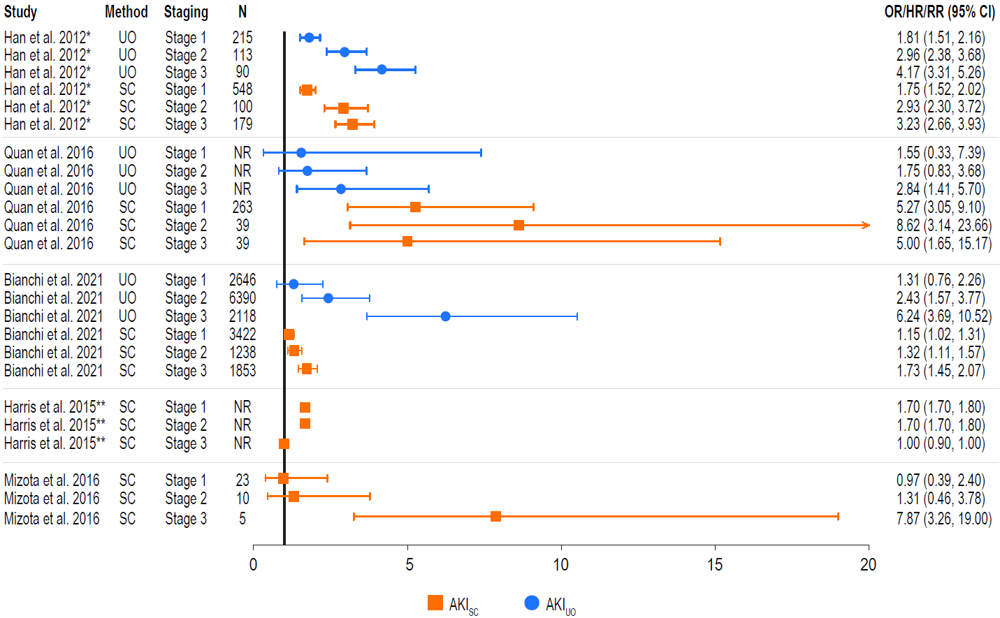 Study Method Staging N OR/HR/RR (95% CI)
Han et al. 2012* UO Stage 1 215 1.81 (1.51, 2.16)
Han et al. 2012* UO Stage 2 113 2.96 (2.38, 3.68)
Han et al. 2012* UO Stage 3 90 4.17 (3.31, 5.26)
Han et al. 2012* SC Stage 1 548 1.75 (1.52, 2.02)
Han et al. 2012* SC Stage 2 100 2.93 (2.30, 3.72)
Han et al. 2012* SC Stage 3 179 3.23 (2.66, 3.93)
Quan et al. 2016 UO Stage 1 NR 1.55 (0.33, 7.39)
Quan et al. 2016 UO Stage 2 NR 1.75 (0.83, 3.68)
Quan et al. 2016 UO Stage 3 NR 2.84 (1.41, 5.70)
Quan et al. 2016 SC Stage 1 263 5.27 (3.05, 9.10)
Quan et al. 2016 SC Stage 2 39 8.62 (3.14, 23.66)
Quan et al. 2016 SC Stage 3 39 5.00 (1.65, 15.17)
Bianchi et al. 2021 UO Stage 1 2646 1.31 (0.76, 2.26)
Bianchi et al. 2021 UO Stage 2 6390 2.43 (1.57, 3.77)
Bianchi et al. 2021 UO Stage 3 2118 6.24 (3.69, 10.52)
Bianchi et al. 2021 SC Stage 1 3422 1.15 (1.02, 1.31)
Bianchi et al. 2021 SC Stage 2 1238 1.32 (1.11, 1.57)
Bianchi et al. 2021 SC Stage 3 1853 1.73 (1.45, 2.07)
Harris et al. 2015** SC Stage 1 NR 1.70 (1.70, 1.80)
Harris et al. 2015** SC Stage 2 NR 1.70 (1.70, 1.80)
Harris et al. 2015** SC Stage 3 NR 1.00 (0.90, 1.00)
Mizota et al. 2016 SC Stage 1 23 0.97 (0.39, 2.40)
Mizota et al. 2016 SC Stage 2 10 1.31 (0.46, 3.78)
Mizota et al. 2016 SC Stage 3 5 7.87 (3.26, 19.00)
0 5 10 15 20
AKISC AKIUO